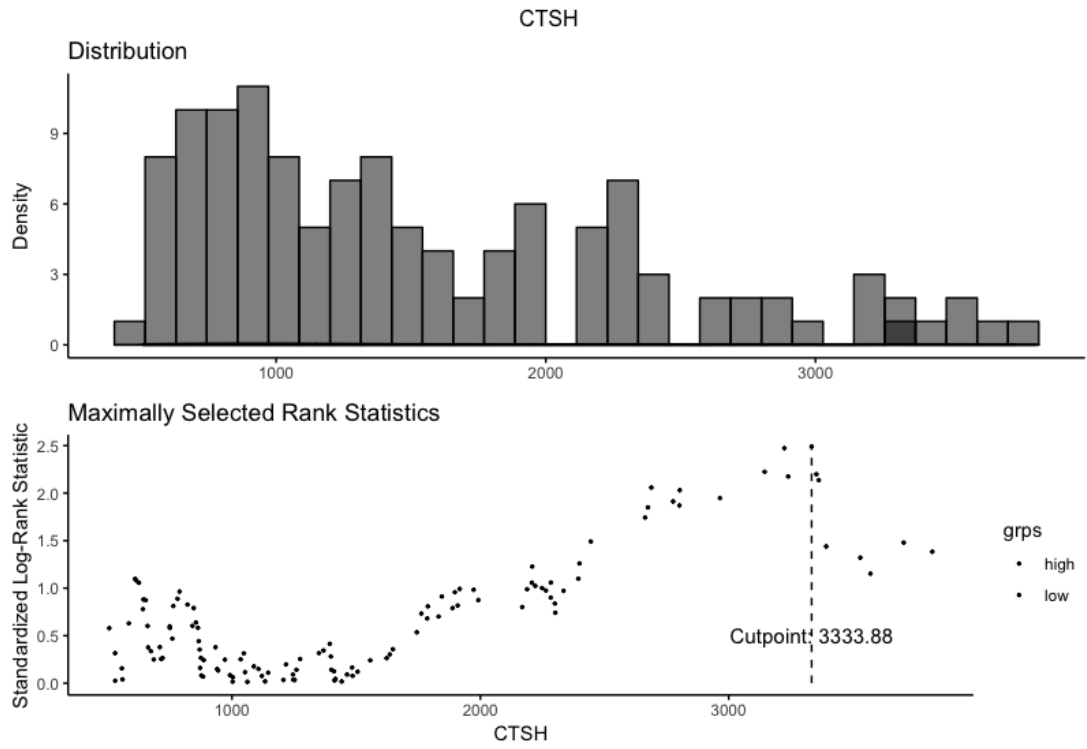 CTSH
Distribution
Density
9
6
3
0
1000 2000 3000
Maximally Selected Rank Statistics
Standardized Log-Rank Statistic
2.5
2.0
1.5
1.0
0.5
0.0
Cutpoint: 3333.88
1000 2000 3000
CTSH
grps
high
low